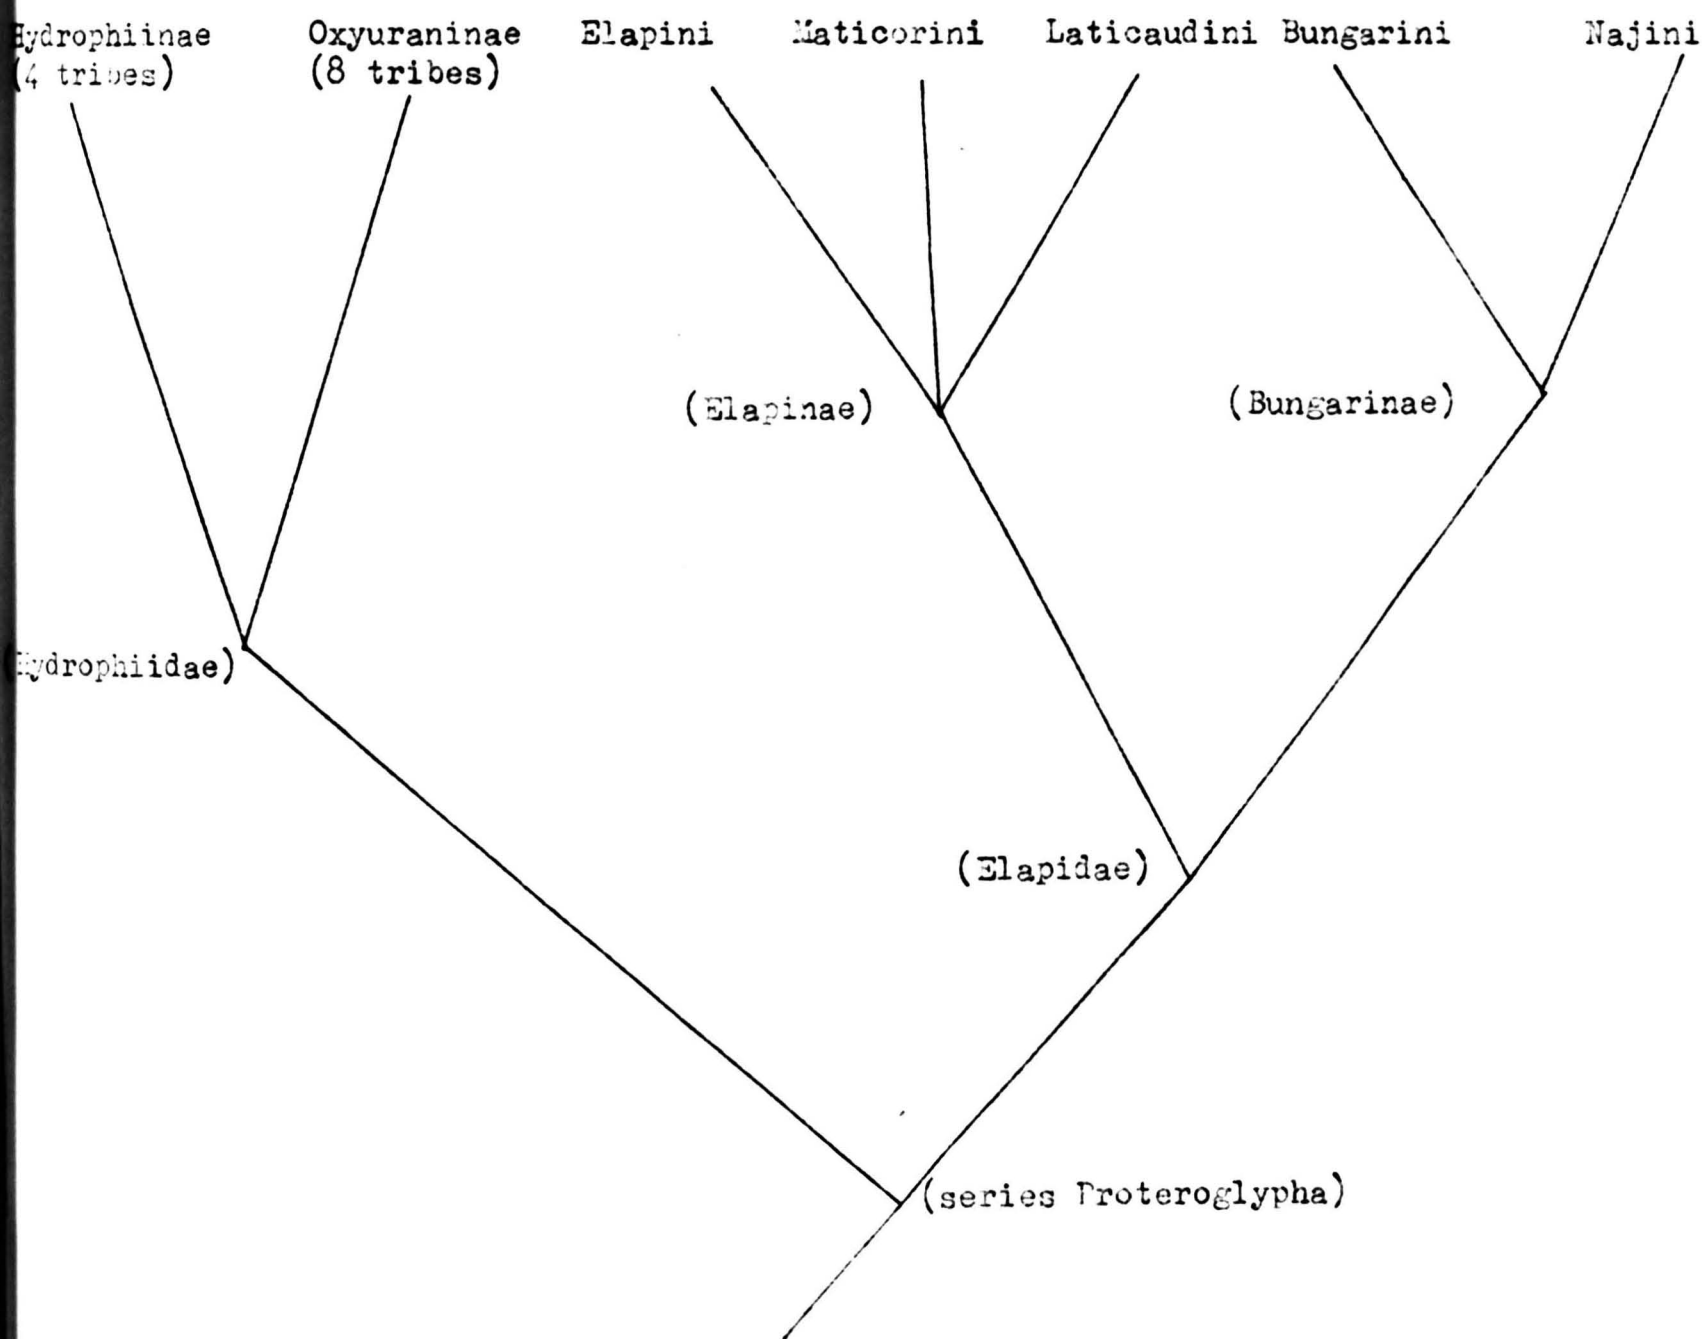 Hydrophiinae Oxyuraninae Elapini Maticorini Laticaudini Bungarini Najini
(4 tribes) (8 tribes)
(Elapinae) (Bungarinae)
(Hydrophiidae)
(Elapidae)
(series Proteroglypha)